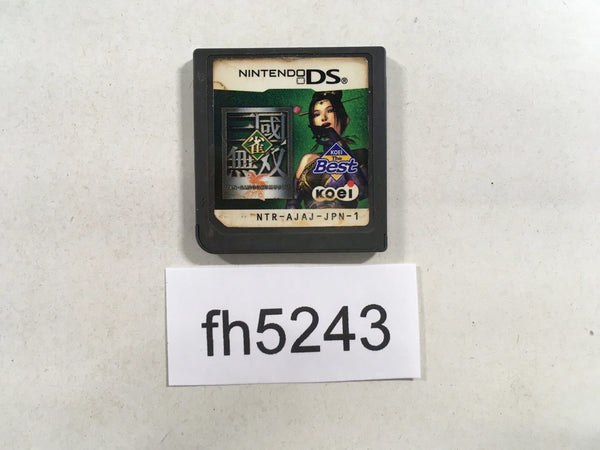 NINTENDO DS®
三國
雀
無双
KOEI
The
Best
KOEI
NTR-AJAJ-JPN-1
fh5243